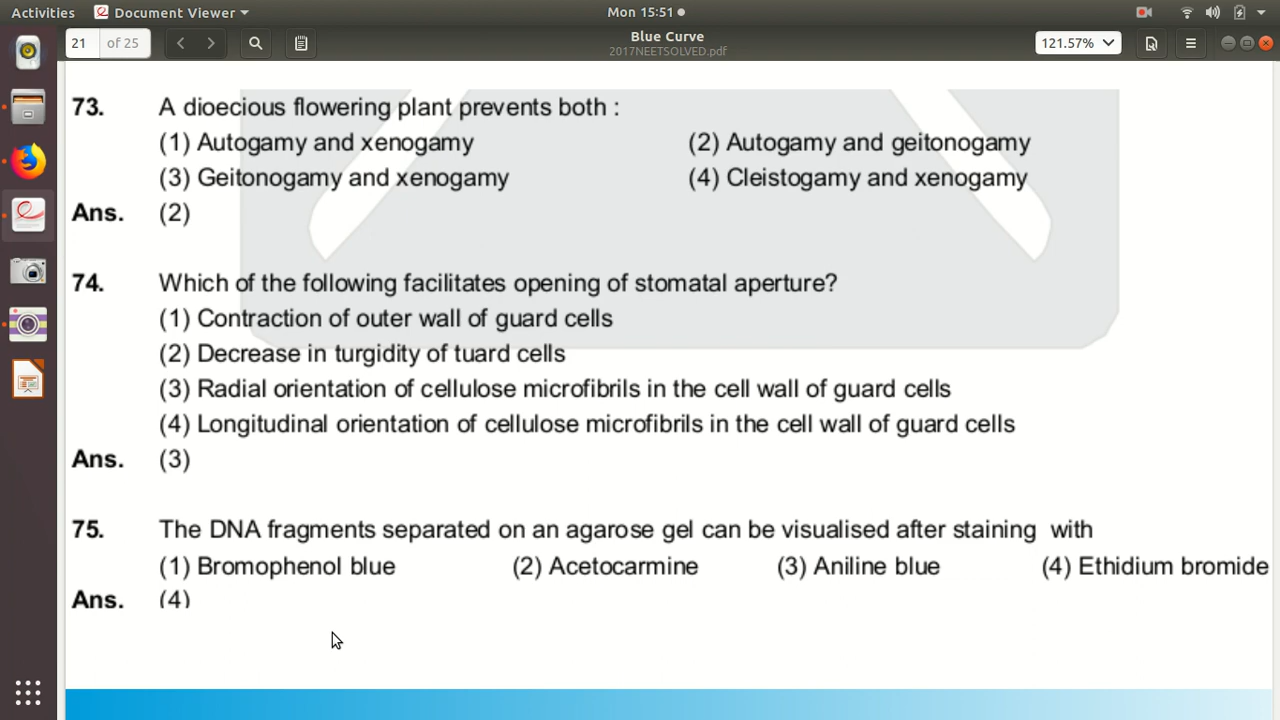 Activities Document Viewer Mon 15:51
21 of 25 Blue Curve 121.57%
2017NEETSOLVED.pdf
73. A dioecious flowering plant prevents both :
(1) Autogamy and xenogamy (2) Autogamy and geitonogamy
(3) Geitonogamy and xenogamy (4) Cleistogamy and xenogamy
Ans. (2)
74. Which of the following facilitates opening of stomatal aperture?
(1) Contraction of outer wall of guard cells
(2) Decrease in turgidity of tuard cells
(3) Radial orientation of cellulose microfibrils in the cell wall of guard cells
(4) Longitudinal orientation of cellulose microfibrils in the cell wall of guard cells
Ans. (3)
75. The DNA fragments separated on an agarose gel can be visualised after staining with
(1) Bromophenol blue (2) Acetocarmine (3) Aniline blue (4) Ethidium bromide
Ans. (4)